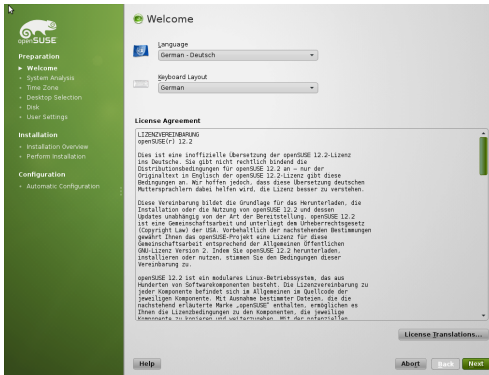 openSUSE
Preparation
Welcome
System Analysis
Time Zone
Desktop Selection
Disk
User Settings
Installation
Installation Overview
Perform Installation
Configuration
Automatic Configuration
Welcome
Language
German - Deutsch
Keyboard Layout
German
License Agreement
LIZENZVEREINBARUNG
openSUSE(r) 12.2
Dies ist eine inoffizielle Übersetzung der openSUSE 12.2-Lizenz
ins Deutsche. Sie gibt nicht rechtlich bindend die
Distributionsbedingungen für openSUSE 12.2 an – nur der
Originaltext in Englisch der openSUSE 12.2-Lizenz gibt diese
Bedingungen an. Wir hoffen jedoch, dass diese Übersetzung deutschen
Muttersprachlern dabei helfen wird, die Lizenz besser zu verstehen.
Diese Vereinbarung bildet die Grundlage für das Herunterladen, die
Installation oder die Nutzung von openSUSE 12.2 und dessen
Updates unabhängig von der Art der Bereitstellung. openSUSE 12.2
ist eine Gemeinschaftsarbeit und unterliegt dem Urheberrechtsgesetz
(Copyright Law) der USA. Vorbehaltlich der nachstehenden Bestimmungen
gewährt Ihnen das openSUSE-Projekt eine Lizenz für diese
Gemeinschaftsarbeit entsprechend der Allgemeinen Öffentlichen
GNU-Lizenz Version 2. Indem Sie openSUSE 12.2 herunterladen,
installieren oder nutzen, stimmen Sie den Bedingungen dieser
Vereinbarung zu.
openSUSE 12.2 ist ein modulares Linux-Betriebssystem, das aus
Hunderten von Softwarekomponenten besteht. Die Lizenzvereinbarung zu
jeder Komponente befindet sich im Allgemeinen im Quellcode der
jeweiligen Komponente. Mit Ausnahme bestimmter Dateien, die die
nachstehend erläuterte Marke „openSUSE" enthalten, ermöglichen es
Ihnen die Lizenzbedingungen zu den Komponenten, die jeweilige
Komponente zu kopieren und weiterzugeben. Mit der potenziellen
License Translations...
Help
Abort
Back
Next